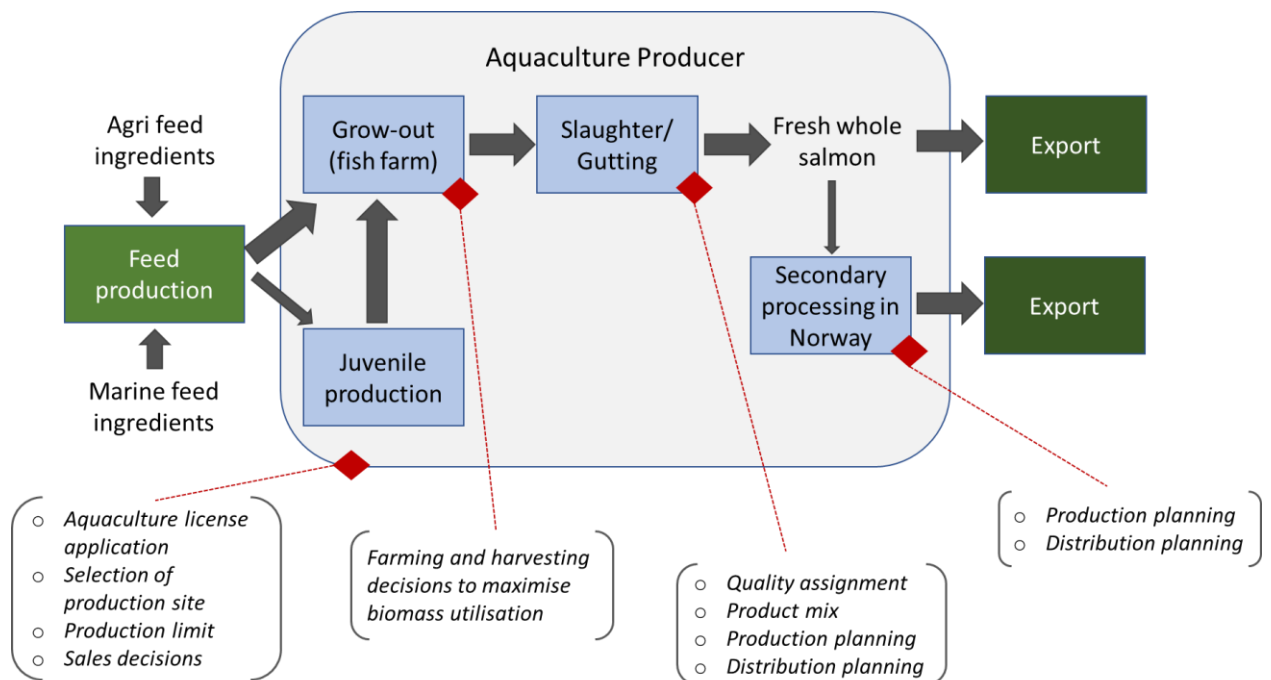 Aquaculture Producer
Agri feed
ingredients
Feed
production
Marine feed
ingredients
Grow-out
(fish farm)
Juvenile
production
Slaughter/
Gutting
Fresh whole
salmon
Secondary
processing in
Norway
Export
Export
o Aquaculture license
application
o Selection of
production site
o Production limit
o Sales decisions
Farming and harvesting
decisions to maximise
biomass utilisation
o Quality assignment
o Product mix
o Production planning
o Distribution planning
o Production planning
o Distribution planning